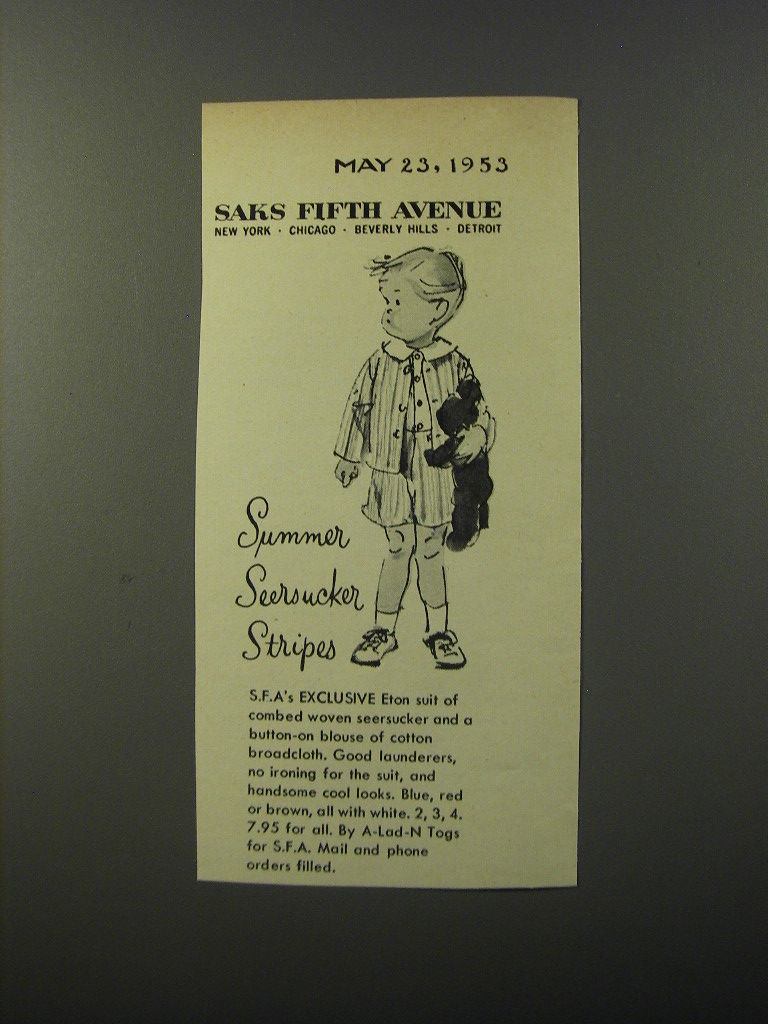 MAY 23, 1953
SAKS FIFTH AVENUE
NEW YORK · CHICAGO · BEVERLY HILLS · DETROIT
Summer
Seersucker
Stripes
S.F.A's EXCLUSIVE Eton suit of
combed woven seersucker and a
button-on blouse of cotton
broadcloth. Good launderers,
no ironing for the suit, and
handsome cool looks. Blue, red
or brown, all with white. 2, 3, 4.
7.95 for all. By A-Lad-N Togs
for S.F.A. Mail and phone
orders filled.